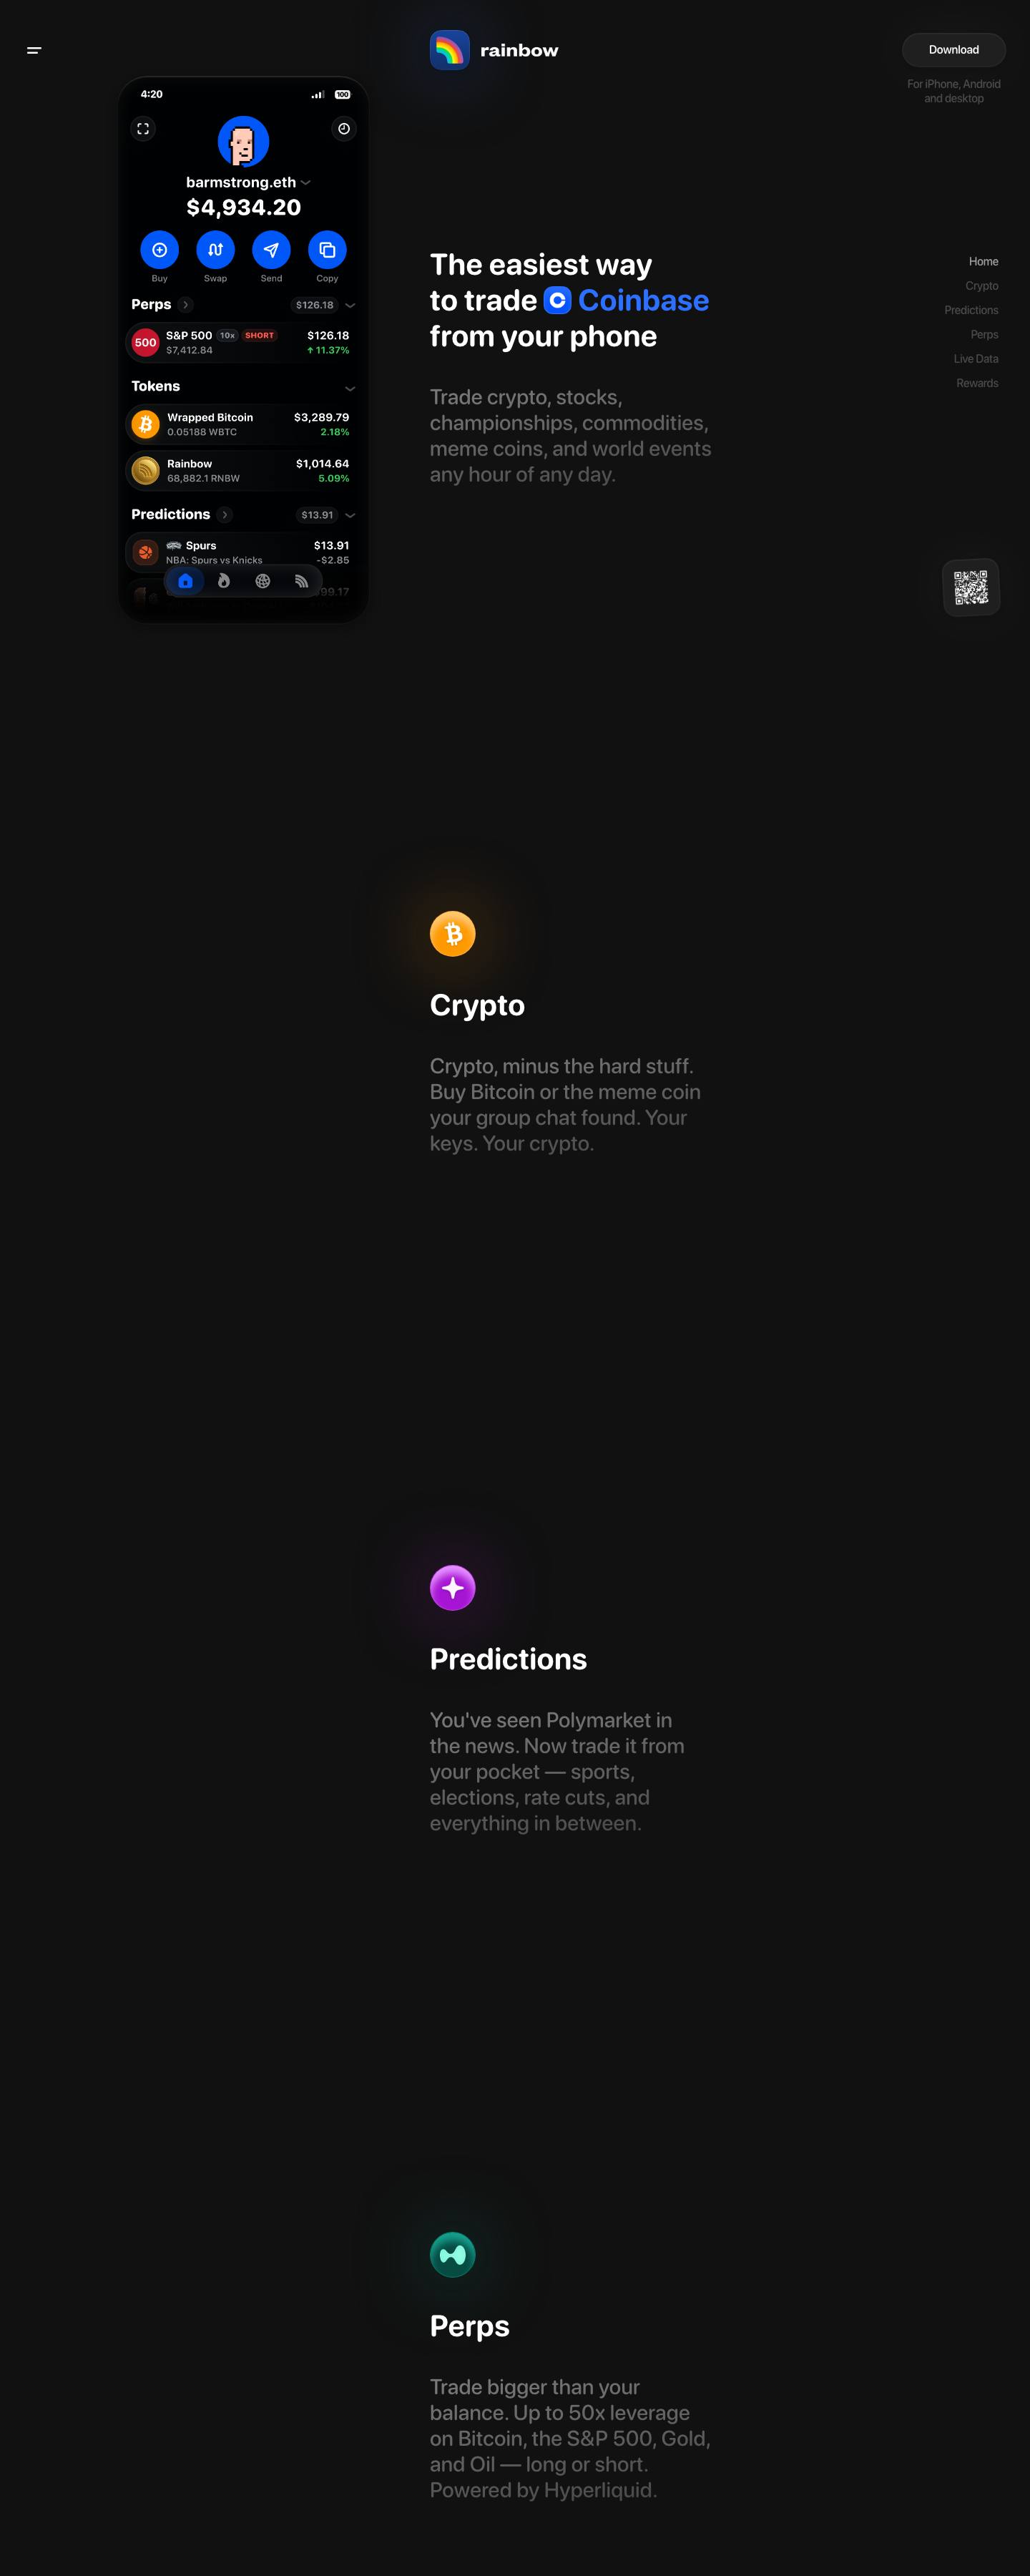 rainbow
Download
For iPhone, Android
and desktop
4:20
100
barmstrong.eth
$4,934.20
Buy
Swap
Send
Copy
Perps
$126.18
500
S&P 500 10x SHORT
$126.18
$7,412.84
↑ 11.37%
Tokens
Wrapped Bitcoin
$3,289.79
0.05188 WBTC
2.18%
Rainbow
$1,014.64
68,882.1 RNBW
5.09%
Predictions
$13.91
Spurs
$13.91
NBA: Spurs vs Knicks
-$2.85
The easiest way
to trade Coinbase
from your phone
Trade crypto, stocks,
championships, commodities,
meme coins, and world events
any hour of any day.
Home
Crypto
Predictions
Perps
Live Data
Rewards
Crypto
Crypto, minus the hard stuff.
Buy Bitcoin or the meme coin
your group chat found. Your
keys. Your crypto.
Predictions
You've seen Polymarket in
the news. Now trade it from
your pocket — sports,
elections, rate cuts, and
everything in between.
Perps
Trade bigger than your
balance. Up to 50x leverage
on Bitcoin, the S&P 500, Gold,
and Oil — long or short.
Powered by Hyperliquid.